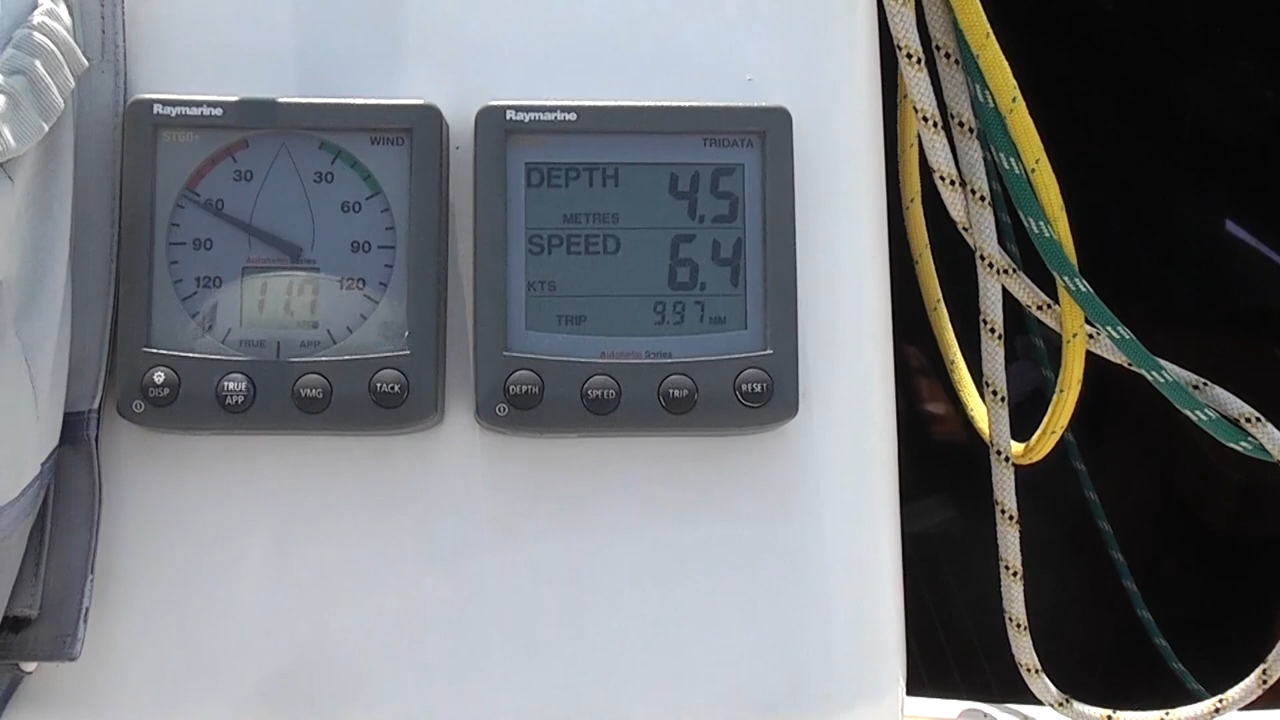 Raymarine
ST60+
WIND
30 30
60 60
90 90
120 120
11.7
TRUE APP
DISP
TRUE
APP
VMG
TACK
Raymarine
TRIDATA
DEPTH 4.5
METRES
SPEED 6.4
KTS
TRIP 9.97 NM
Autohelm Series
DEPTH
SPEED
TRIP
RESET